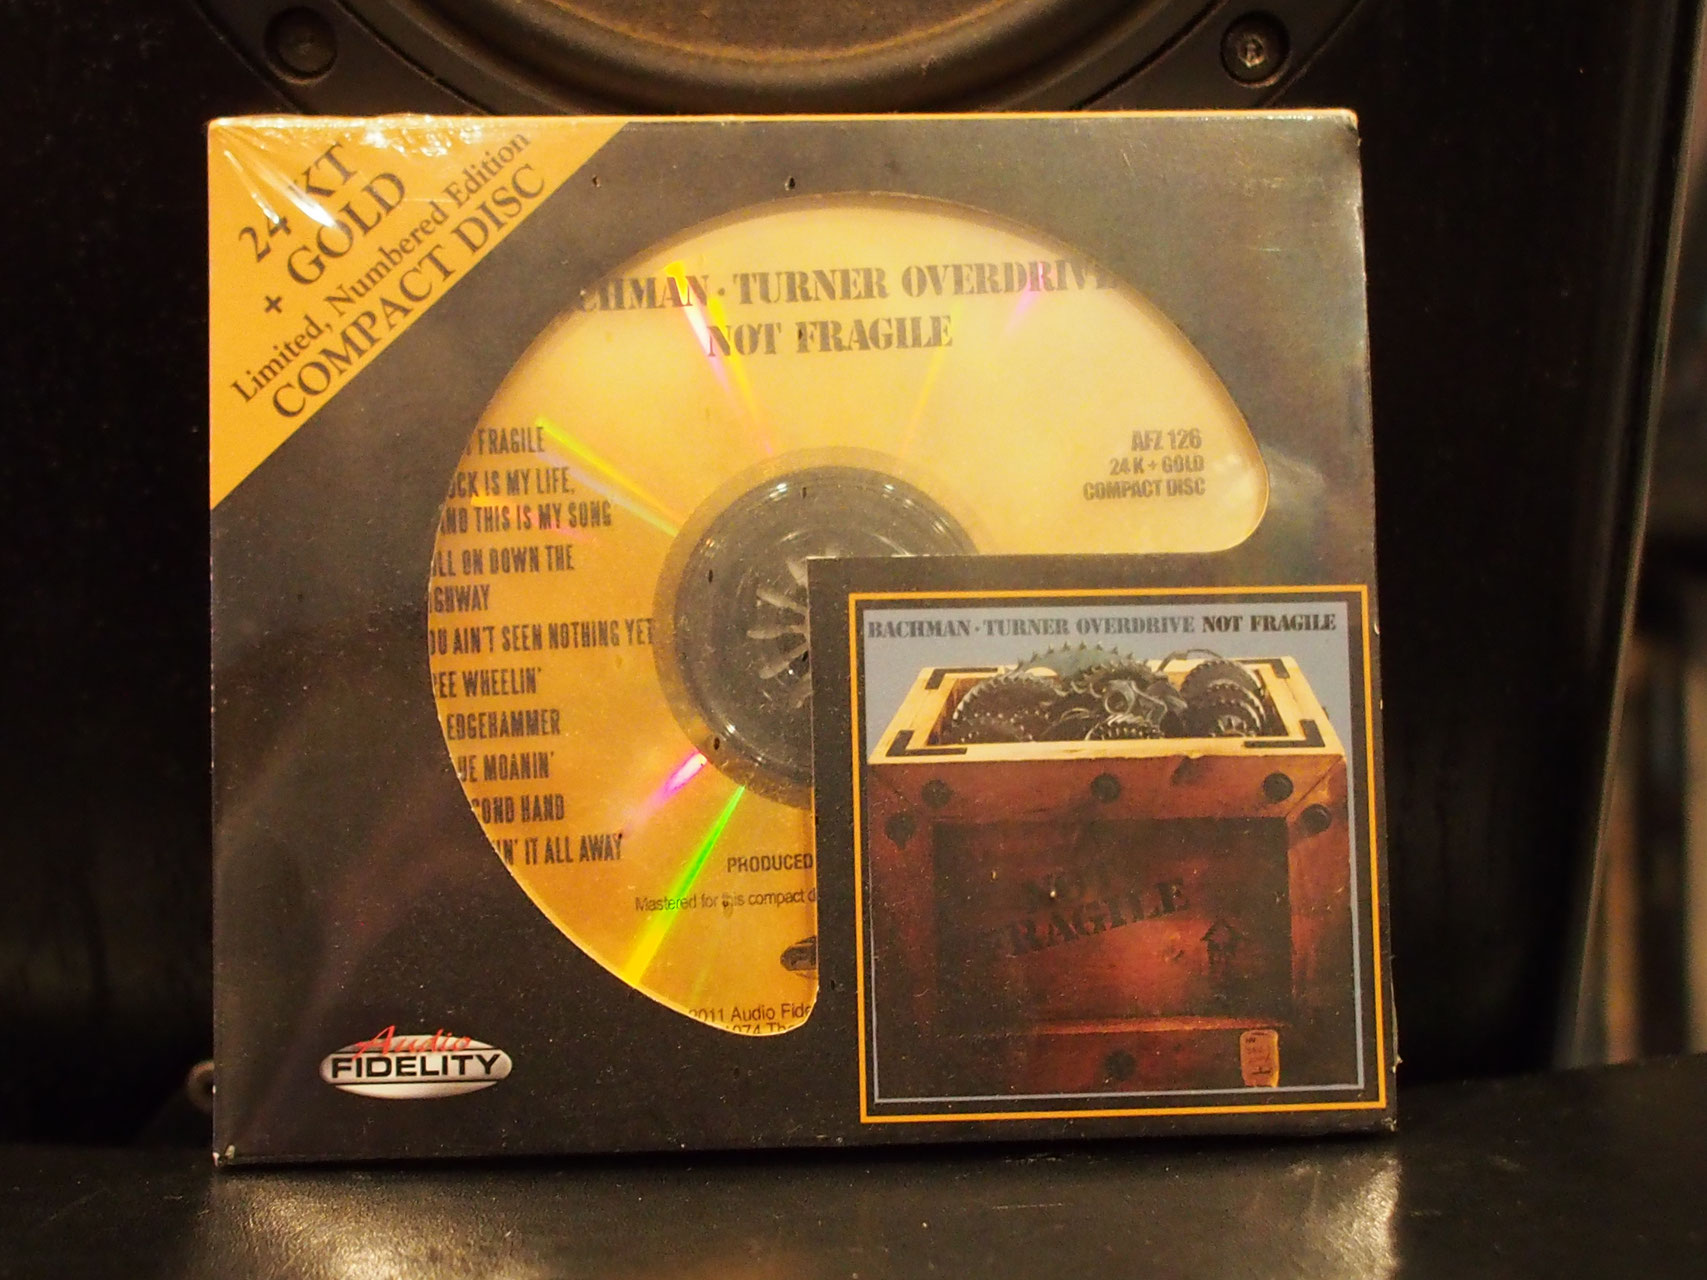 24 KT
+ GOLD
Limited, Numbered Edition
COMPACT DISC
CHMAN · TURNER OVERDRIVE
NOT FRAGILE
FRAGILE
OCK IS MY LIFE,
AND THIS IS MY SONG
OLL ON DOWN THE
IGHWAY
OU AIN'T SEEN NOTHING YET
REE WHEELIN'
EDGEHAMMER
UE MOANIN'
COND HAND
IN' IT ALL AWAY
AFZ 126
24 K + GOLD
COMPACT DISC
PRODUCED
Mastered for this compact d
2011 Audio Fide
1974 The
BACHMAN · TURNER OVERDRIVE NOT FRAGILE
NOT
FRAGILE
Audio
FIDELITY